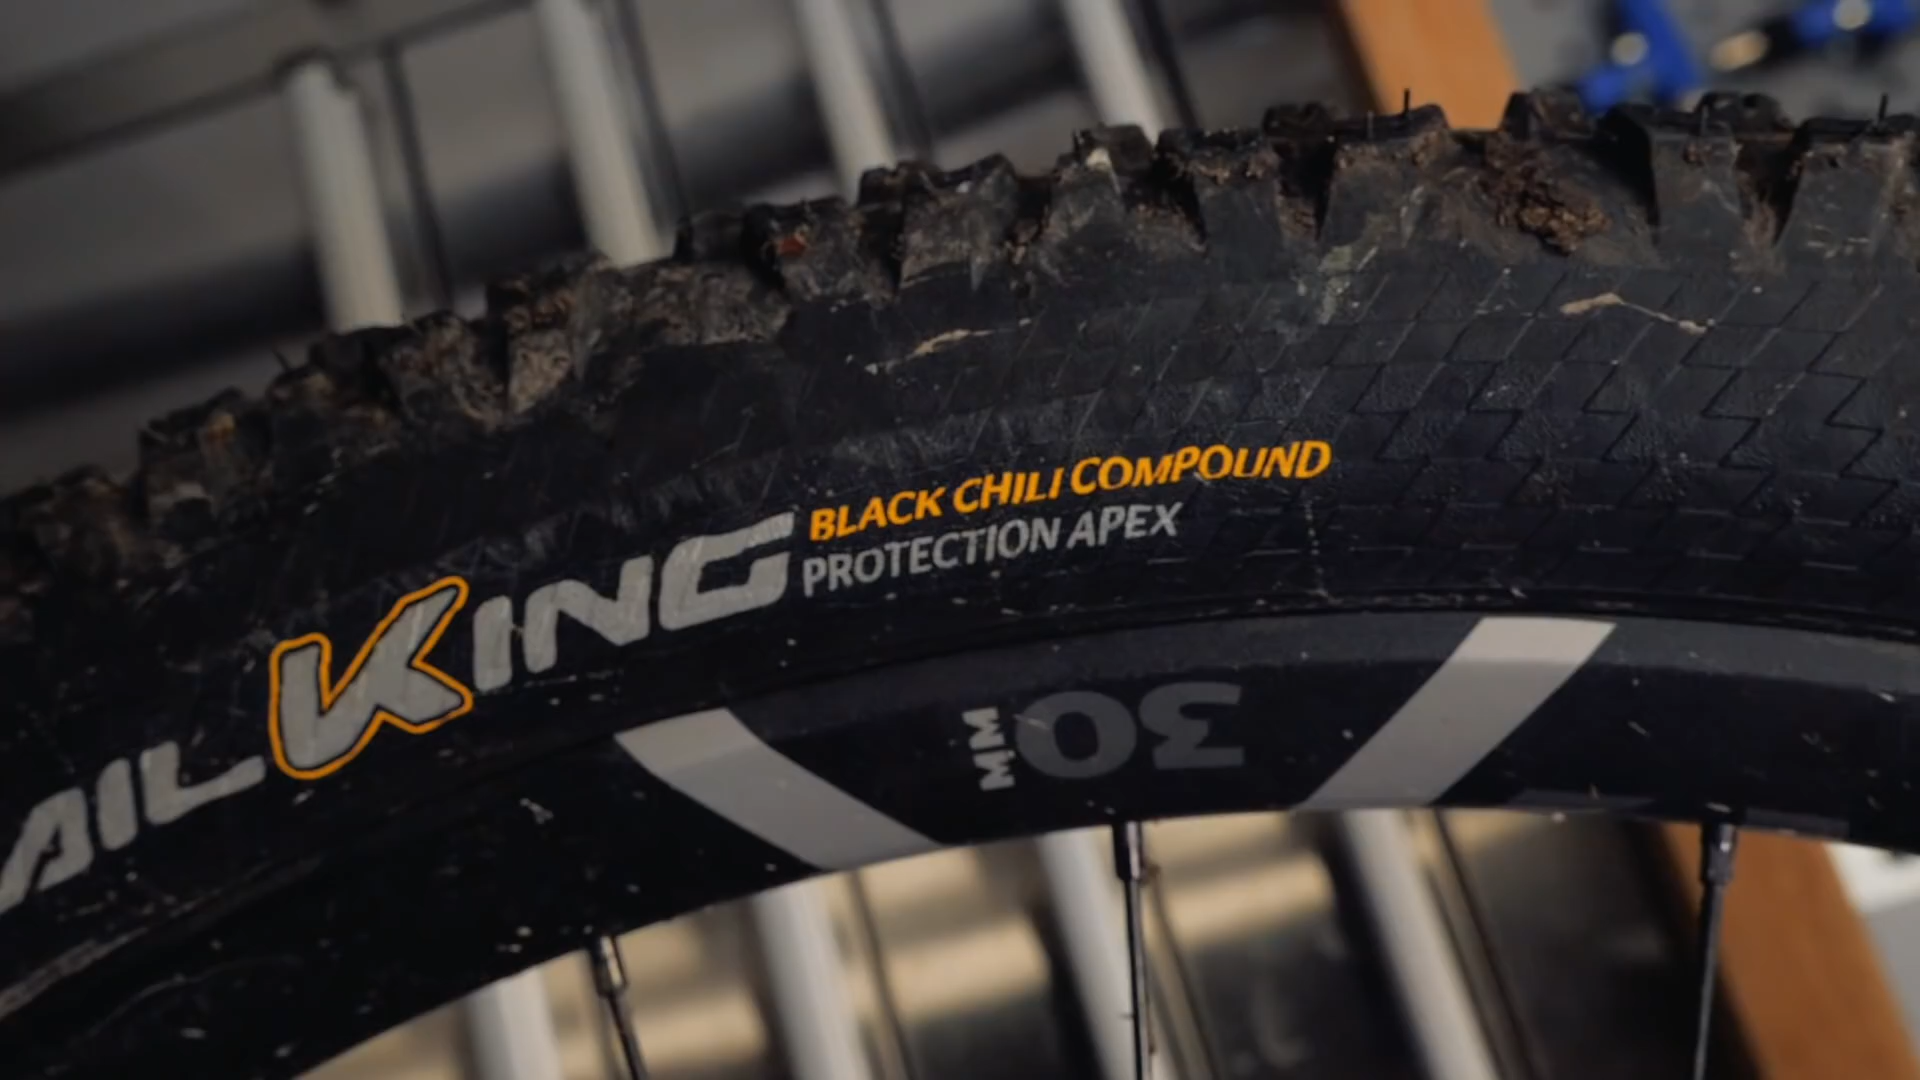 AILKING
BLACK CHILI COMPOUND
PROTECTION APEX
30
MM